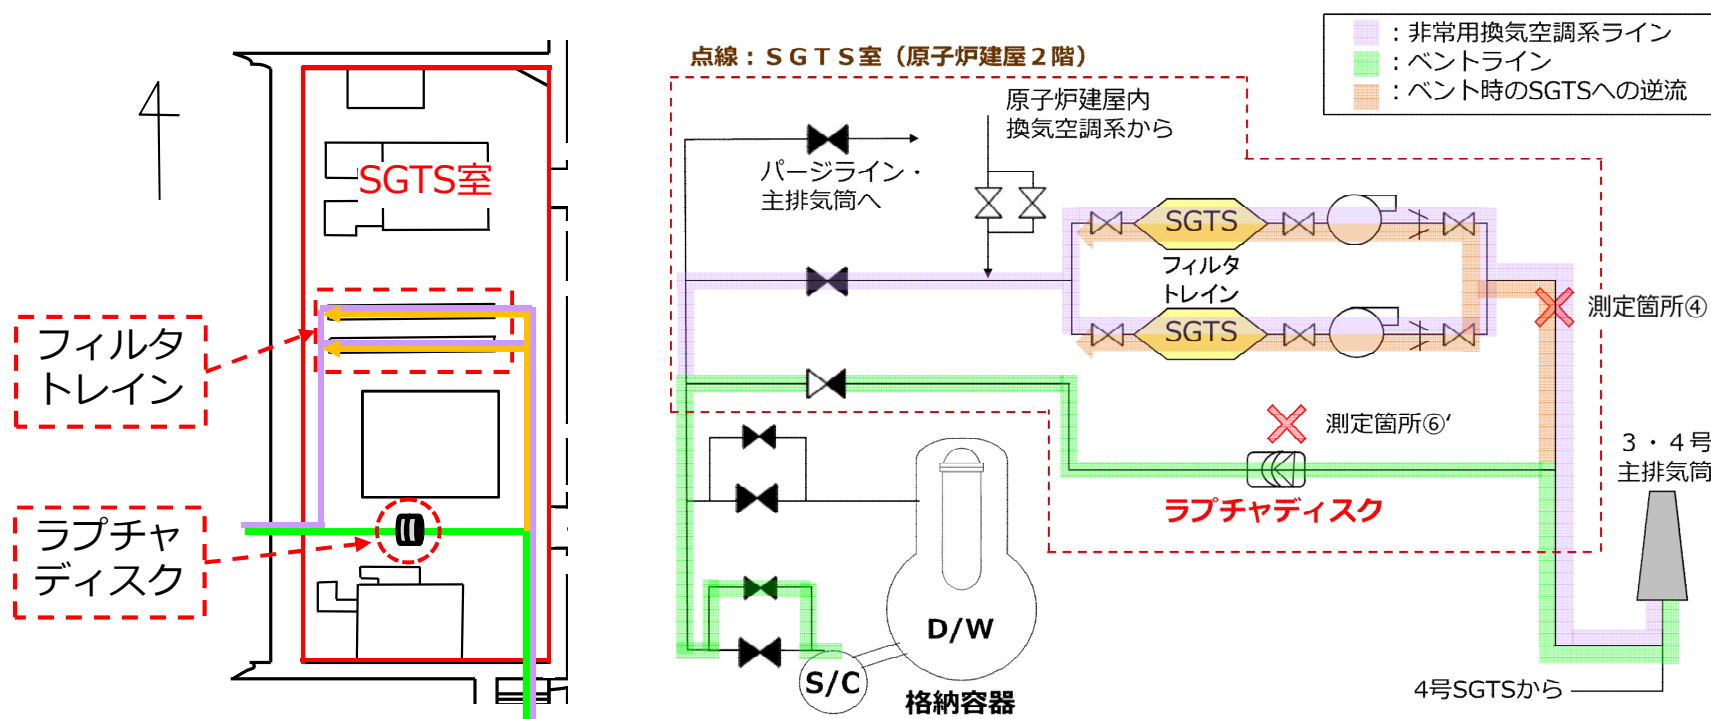 SGTS室
フィルタ
トレイン
ラプチャ
ディスク
点線：ＳＧＴＳ室（原子炉建屋２階）
：非常用換気空調系ライン
：ベントライン
：ベント時のSGTSへの逆流
原子炉建屋内
換気空調系から
パージライン・
主排気筒へ
SGTS
フィルタ
トレイン
SGTS
測定箇所④
測定箇所⑥‘
ラプチャディスク
３・４号
主排気筒
D/W
S/C
格納容器
4号SGTSから